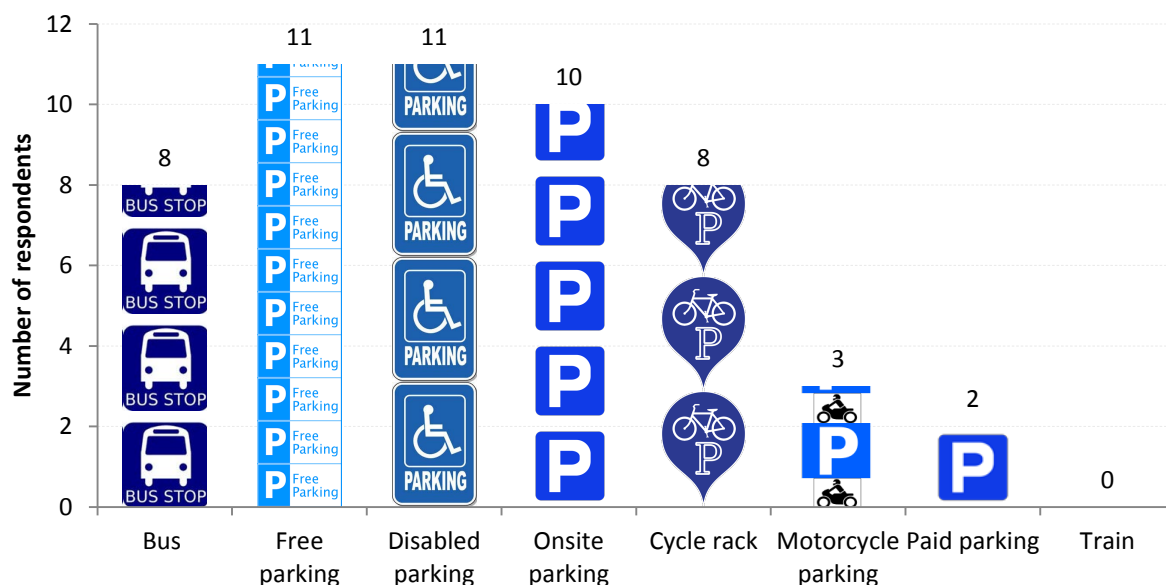 Number of respondents
12
10
8
6
4
2
0
8
11
11
10
8
3
2
0
BUS STOP
BUS STOP
BUS STOP
BUS STOP
Parking
P Free Parking
P Free Parking
P Free Parking
P Free Parking
P Free Parking
P Free Parking
P Free Parking
P Free Parking
P Free Parking
P Free Parking
PARKING
PARKING
PARKING
PARKING
P
P
P
P
P
P
P
P
P
P
Bus
Free parking
Disabled parking
Onsite parking
Cycle rack
Motorcycle parking
Paid parking
Train